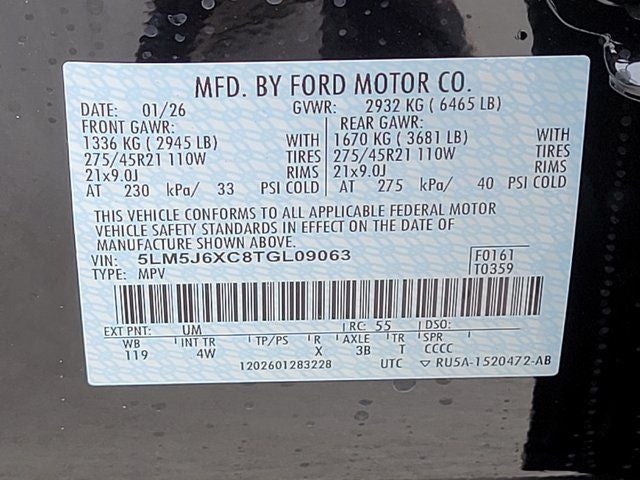 MFD. BY FORD MOTOR CO.
DATE: 01/26 GVWR: 2932 KG ( 6465 LB)
FRONT GAWR: REAR GAWR:
1336 KG ( 2945 LB) WITH 1670 KG ( 3681 LB) WITH
275/45R21 110W TIRES 275/45R21 110W TIRES
21x9.0J RIMS 21x9.0J RIMS
AT 230 kPa/ 33 PSI COLD AT 275 kPa/ 40 PSI COLD
THIS VEHICLE CONFORMS TO ALL APPLICABLE FEDERAL MOTOR
VEHICLE SAFETY STANDARDS IN EFFECT ON THE DATE OF
MANUFACTURE SHOWN ABOVE.
VIN: 5LM5J6XC8TGL09063 F0161
TYPE: MPV T0359
EXT PNT: UM RC: 55 DSO:
WB INT TR TP/PS R AXLE TR SPR
119 4W X 3B T CCCC
1202601283228 UTC ▽ RU5A-1520472-AB